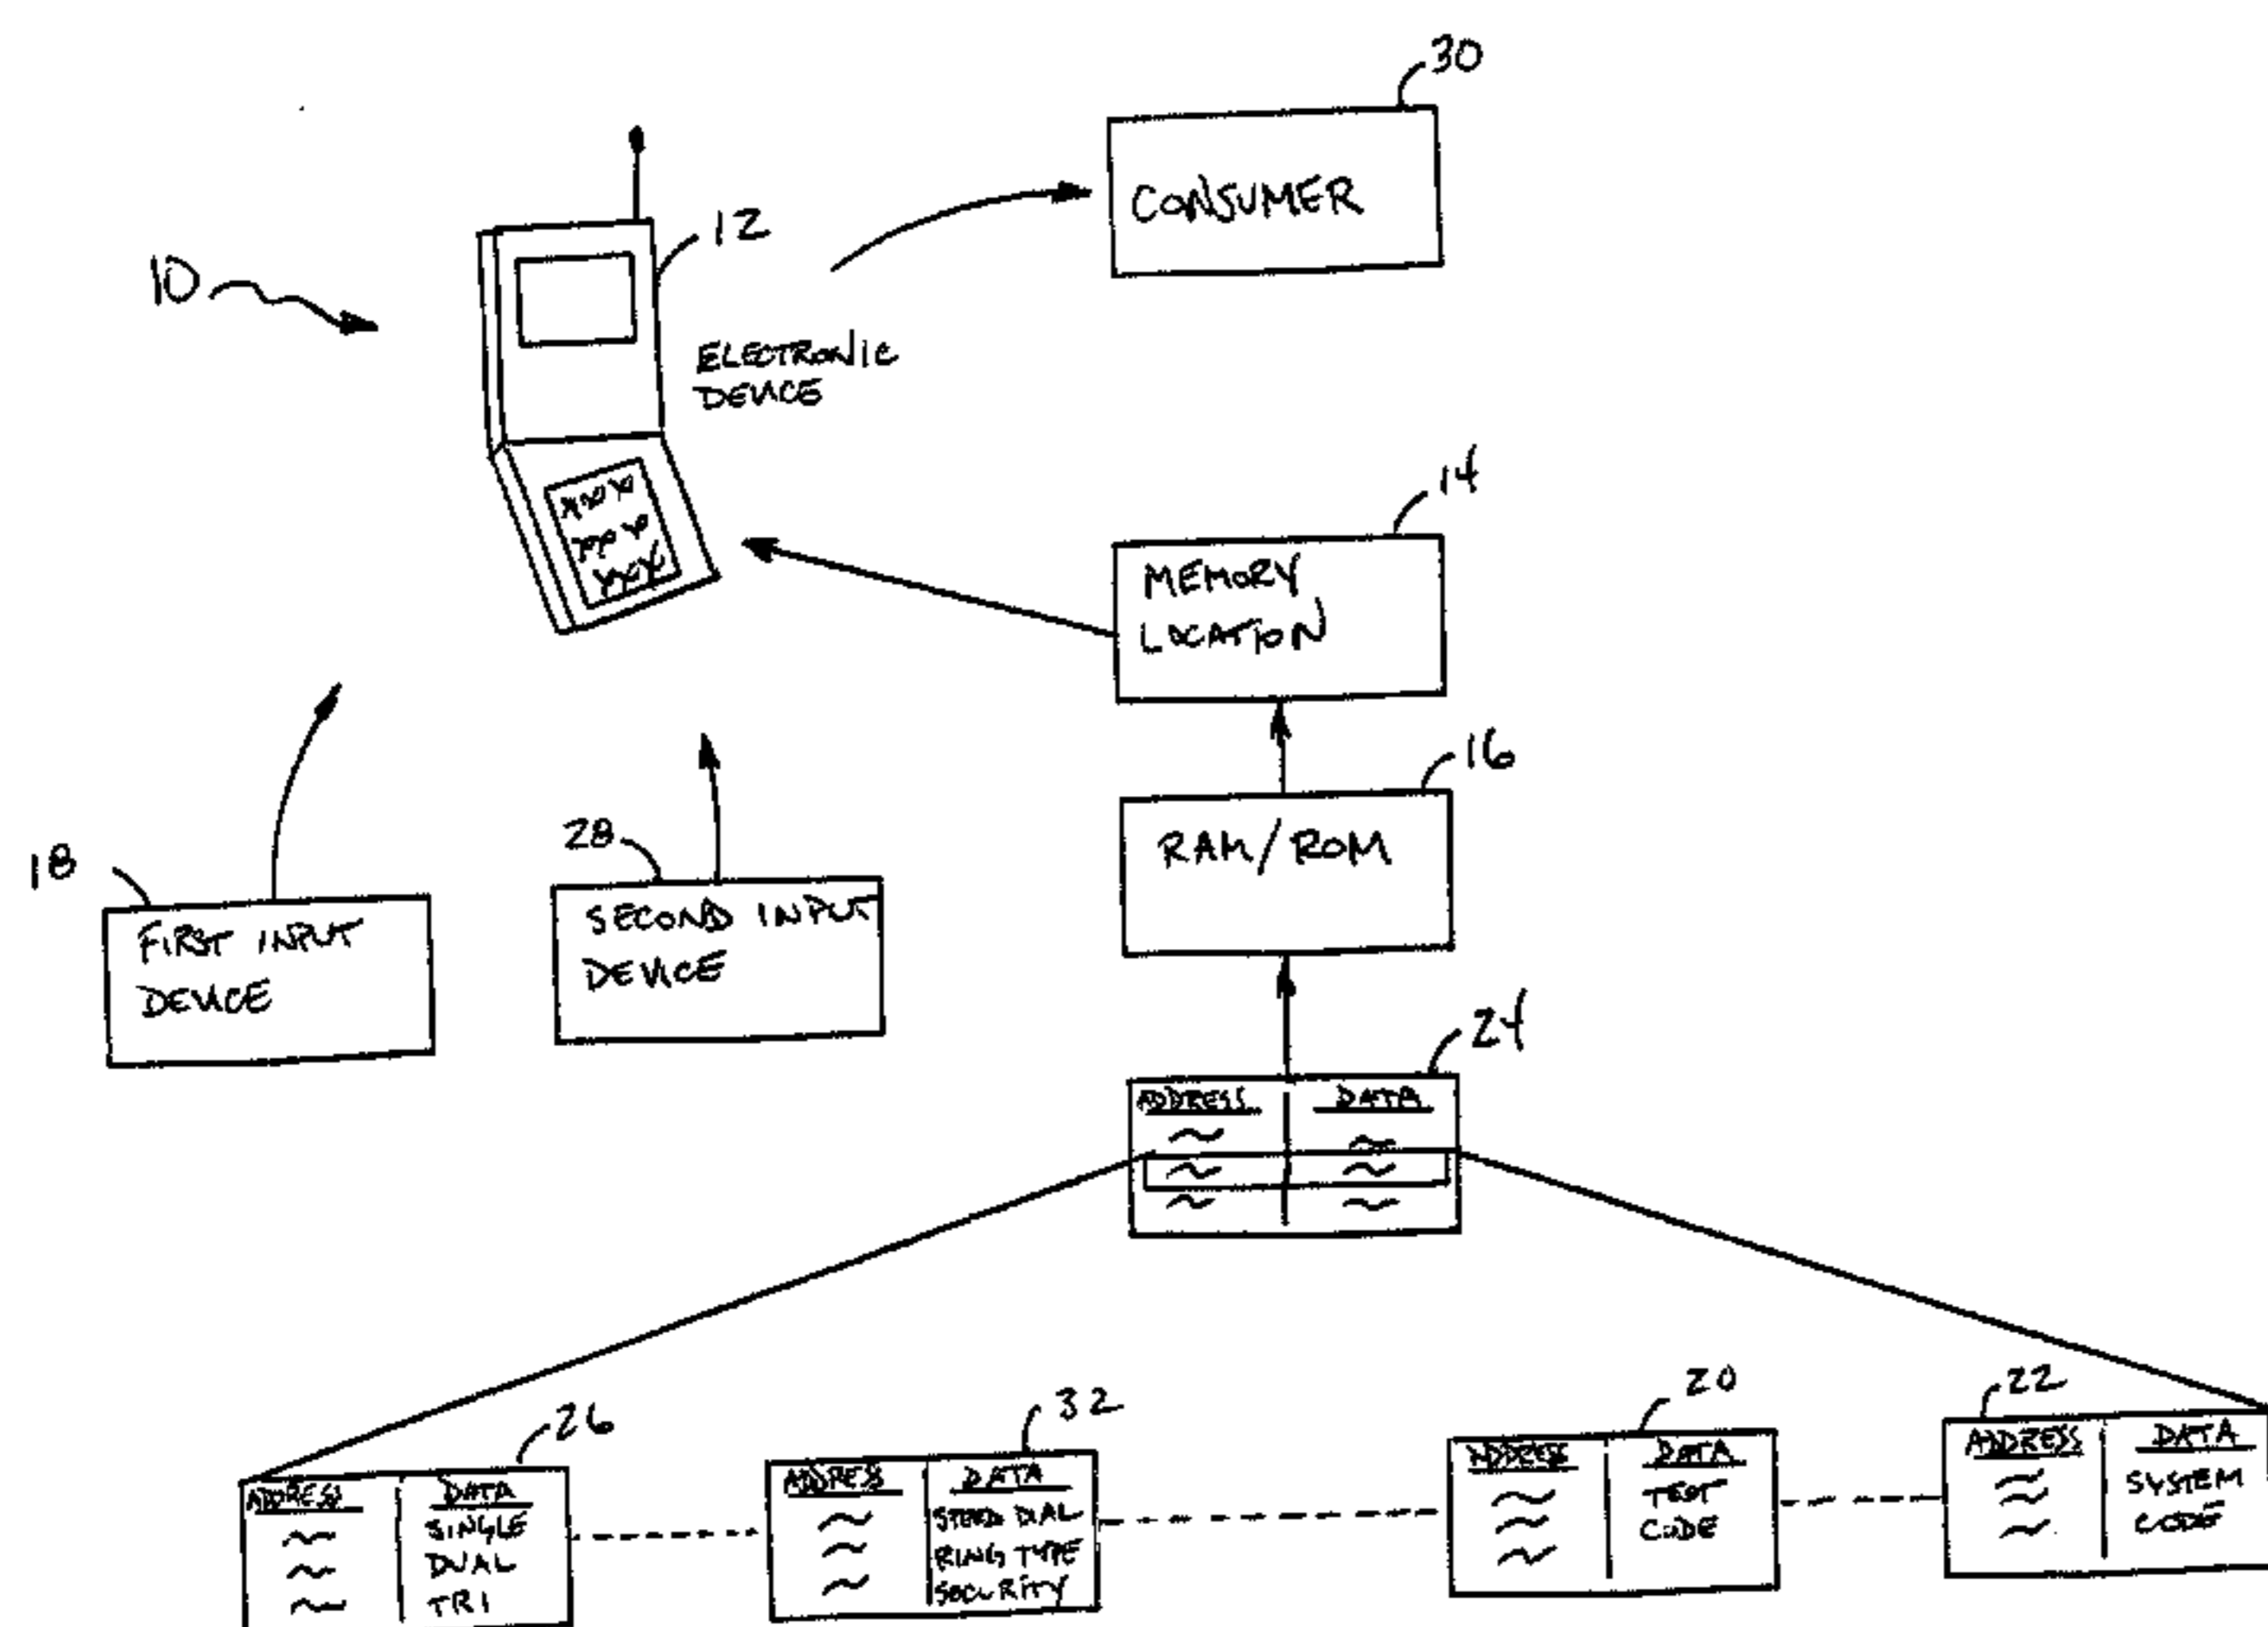 30
CONSUMER
12
10
ELECTRONIC
DEVICE
14
MEMORY
LOCATION
16
RAM/ROM
28
18
SECOND INPUT
DEVICE
FIRST INPUT
DEVICE
24
ADDRESS DATA
26
ADDRESS DATA
SINGLE
DUAL
TRI
32
ADDRESS DATA
SPEED DIAL
RING TYPE
SECURITY
20
ADDRESS DATA
TEST
CODE
22
ADDRESS DATA
SYSTEM
CODE